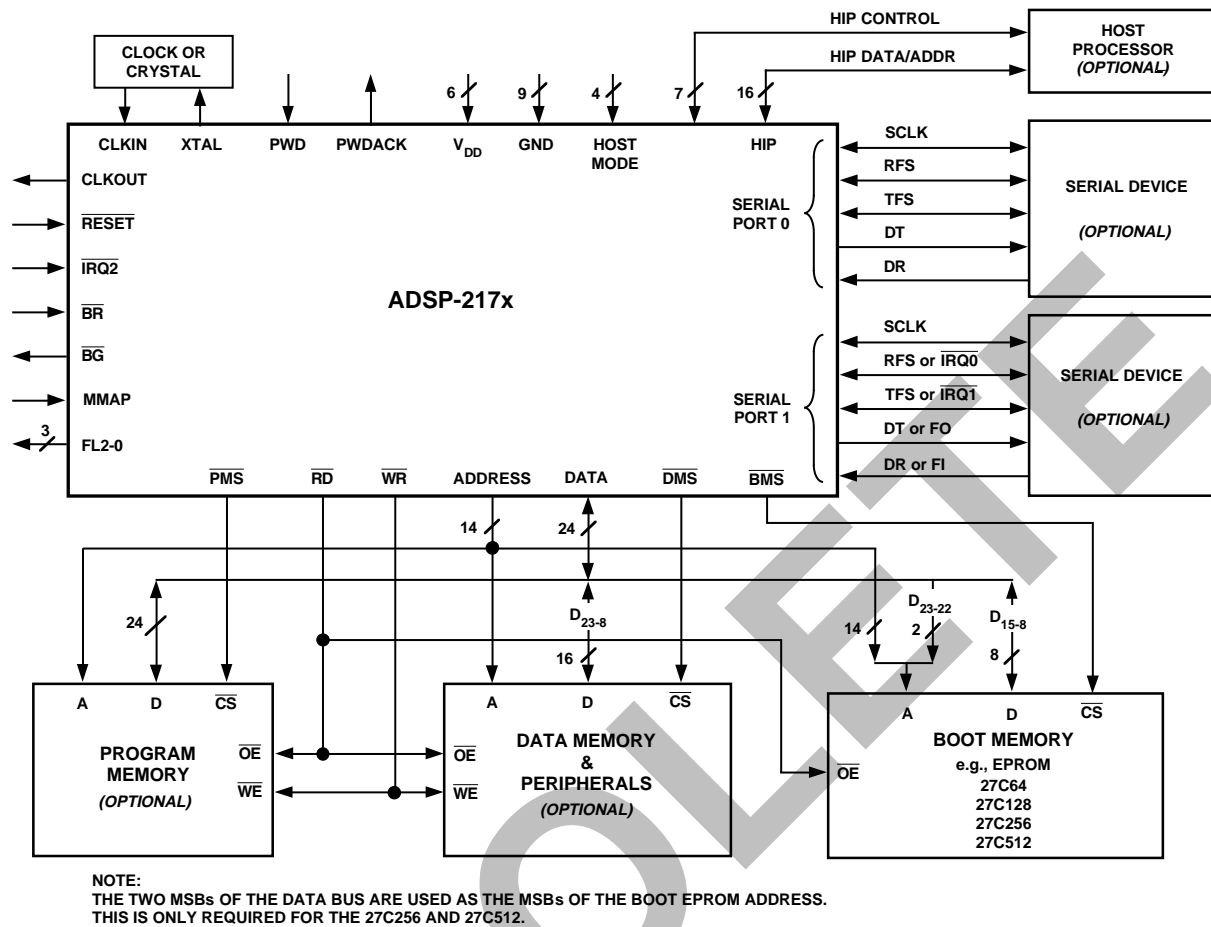 HIP CONTROL
HOST
PROCESSOR
(OPTIONAL)
HIP DATA/ADDR
CLOCK OR
CRYSTAL
6
9
4
7
16
CLKIN
XTAL
PWD
PWDACK
VDD
GND
HOST
MODE
HIP
CLKOUT
RESET
IRQ2
BR
BG
MMAP
3
FL2-0
ADSP-217x
SERIAL
PORT 0
SCLK
RFS
TFS
DT
DR
SERIAL DEVICE
(OPTIONAL)
SERIAL
PORT 1
SCLK
RFS or IRQ0
TFS or IRQ1
DT or FO
DR or FI
SERIAL DEVICE
(OPTIONAL)
PMS
RD
WR
ADDRESS
DATA
DMS
BMS
14
24
24
D23-8
16
14
D23-22
2
D15-8
8
A
D
CS
PROGRAM
MEMORY
(OPTIONAL)
OE
WE
A
D
CS
OE
WE
DATA MEMORY
&
PERIPHERALS
(OPTIONAL)
A
D
CS
OE
BOOT MEMORY
e.g., EPROM
27C64
27C128
27C256
27C512
NOTE:
THE TWO MSBs OF THE DATA BUS ARE USED AS THE MSBs OF THE BOOT EPROM ADDRESS.
THIS IS ONLY REQUIRED FOR THE 27C256 AND 27C512.
OLETE